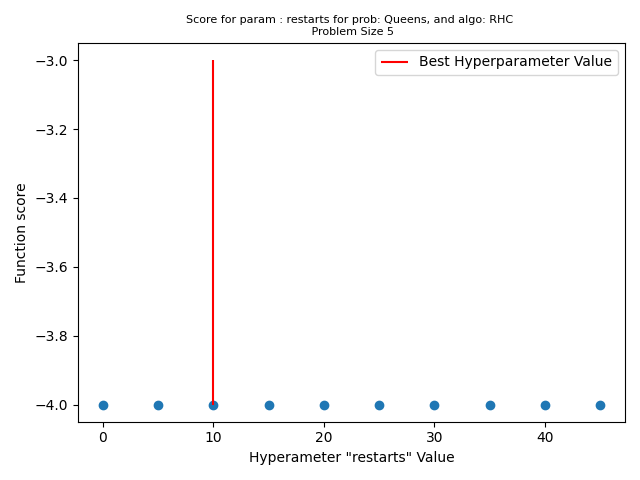 Score for param : restarts for prob: Queens, and algo: RHC
Problem Size 5
Best Hyperparameter Value
Function score
−3.0
−3.2
−3.4
−3.6
−3.8
−4.0
0
10
20
30
40
Hyperameter "restarts" Value